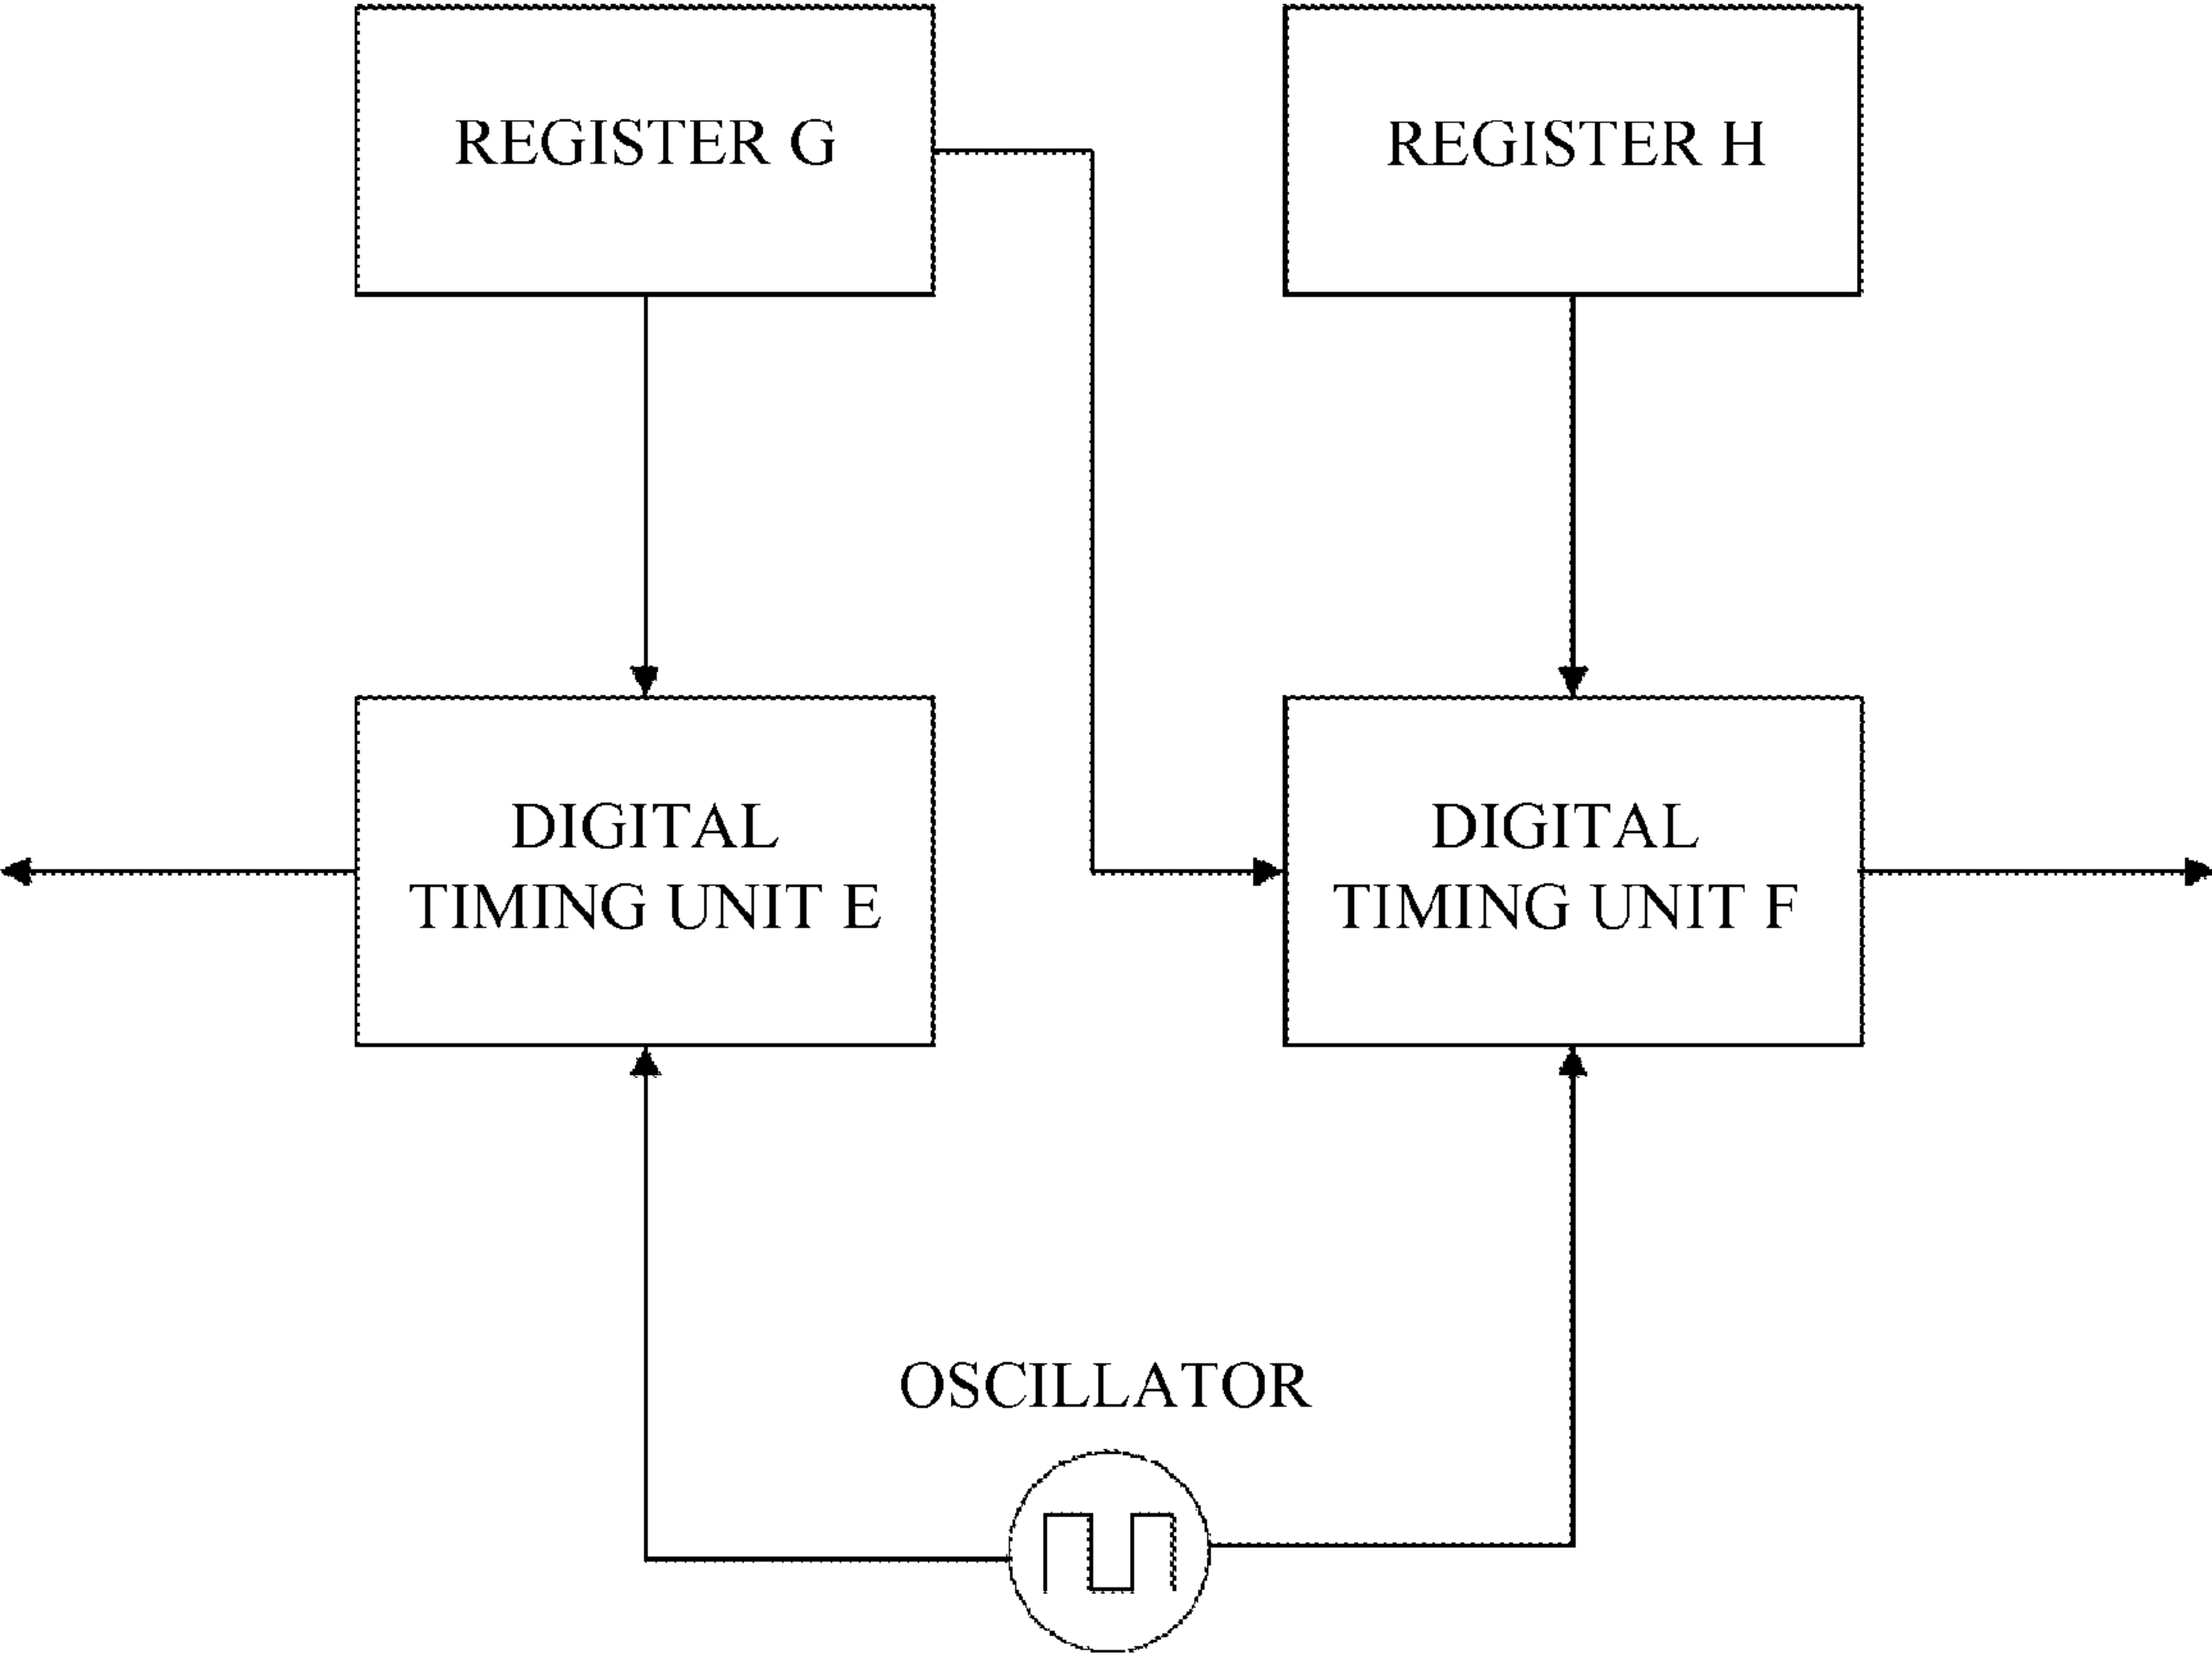 REGISTER G
REGISTER H
DIGITAL
TIMING UNIT E
DIGITAL
TIMING UNIT F
OSCILLATOR